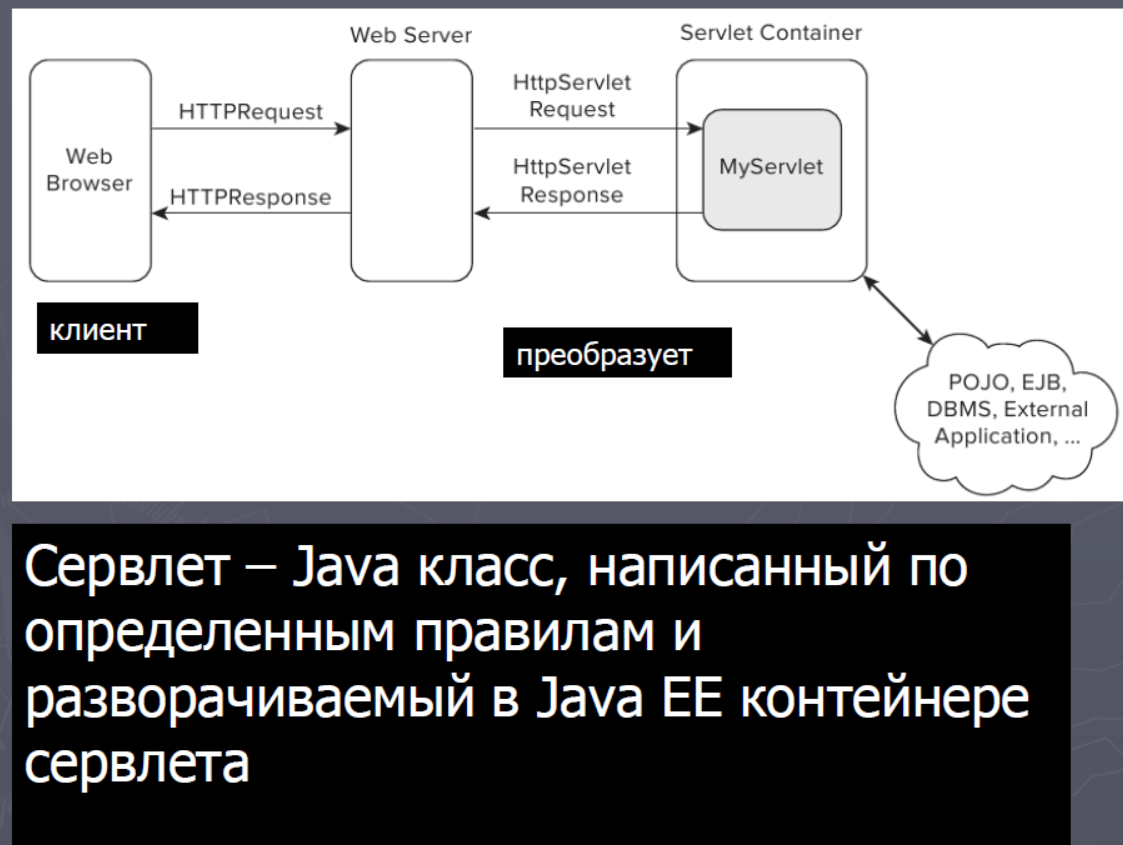 Web Server
Servlet Container
HTTPRequest
HttpServlet
Request
Web
Browser
MyServlet
HTTPResponse
HttpServlet
Response
клиент
преобразует
POJO, EJB,
DBMS, External
Application, ...
Сервлет – Java класс, написанный по
определенным правилам и
разворачиваемый в Java EE контейнере
сервлета